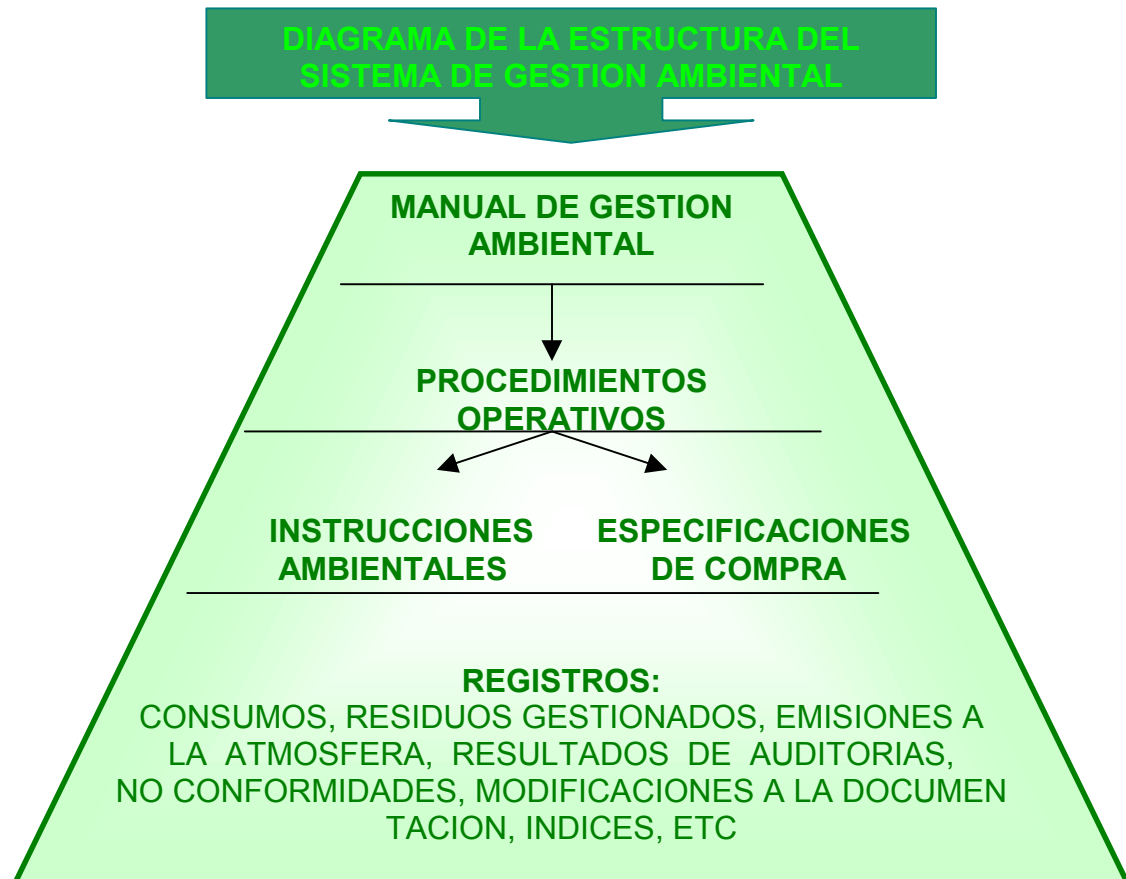 DIAGRAMA DE LA ESTRUCTURA DEL
SISTEMA DE GESTION AMBIENTAL
MANUAL DE GESTION
AMBIENTAL
PROCEDIMIENTOS
OPERATIVOS
INSTRUCCIONES
AMBIENTALES
ESPECIFICACIONES
DE COMPRA
REGISTROS:
CONSUMOS, RESIDUOS GESTIONADOS, EMISIONES A
LA ATMOSFERA, RESULTADOS DE AUDITORIAS,
NO CONFORMIDADES, MODIFICACIONES A LA DOCUMEN
TACION, INDICES, ETC